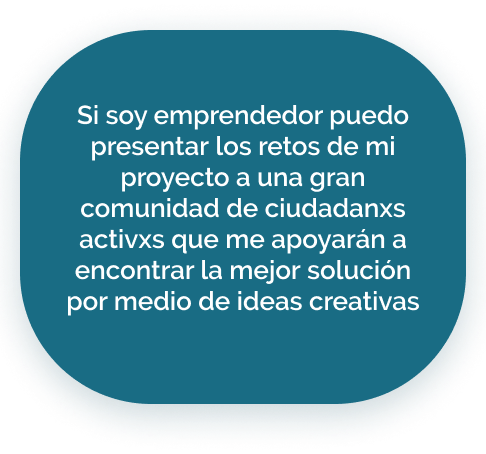 Si soy emprendedor puedo
presentar los retos de mi
proyecto a una gran
comunidad de ciudadanxs
activxs que me apoyarán a
encontrar la mejor solución
por medio de ideas creativas